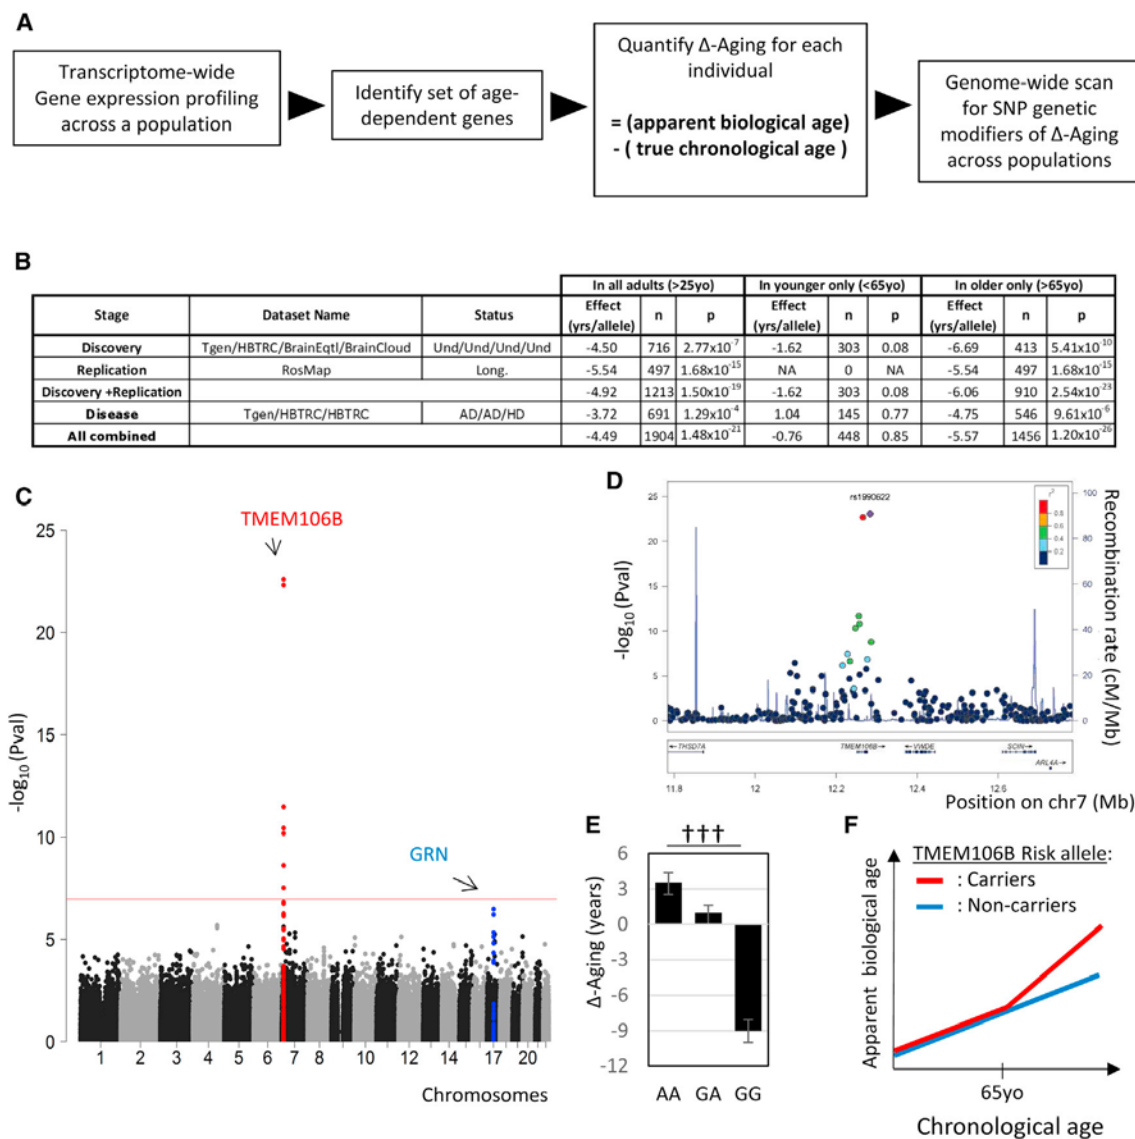 A
Transcriptome-wide
Gene expression profiling
across a population
Identify set of age-
dependent genes
Quantify Δ-Aging for each
individual
= (apparent biological age)
- ( true chronological age )
Genome-wide scan
for SNP genetic
modifiers of Δ-Aging
across populations
B
In all adults (>25yo) In younger only (<65yo) In older only (>65yo)
Stage Dataset Name Status Effect (yrs/allele) n p Effect (yrs/allele) n p Effect (yrs/allele) n p
Discovery Tgen/HBTRC/BrainEqtl/BrainCloud Und/Und/Und/Und -4.50 716 2.77x10⁻⁷ -1.62 303 0.08 -6.69 413 5.41x10⁻¹⁰
Replication RosMap Long. -5.54 497 1.68x10⁻¹⁵ NA 0 NA -5.54 497 1.68x10⁻¹⁵
Discovery +Replication -4.92 1213 1.50x10⁻¹⁹ -1.62 303 0.08 -6.06 910 2.54x10⁻²³
Disease Tgen/HBTRC/HBTRC AD/AD/HD -3.72 691 1.29x10⁻⁴ 1.04 145 0.77 -4.75 546 9.61x10⁻⁶
All combined -4.49 1904 1.48x10⁻²¹ -0.76 448 0.85 -5.57 1456 1.20x10⁻²⁶
C
TMEM106B
GRN
-log₁₀ (Pval)
25
20
15
10
5
0
1 2 3 4 5 6 7 8 10 12 14 17 20
Chromosomes
D
rs1990622
r²
0.8
0.6
0.4
0.2
-log₁₀ (Pval)
25
20
15
10
5
0
Recombination rate (cM/Mb)
100
80
60
40
20
0
THSD7A TMEM106B VWDE SCIN
ARL4A
11.8 12 12.2 12.4 12.6
Position on chr7 (Mb)
E
†††
Δ-Aging (years)
6
3
0
-3
-6
-9
-12
AA GA GG
F
TMEM106B Risk allele:
: Carriers
: Non-carriers
Apparent biological age
65yo
Chronological age